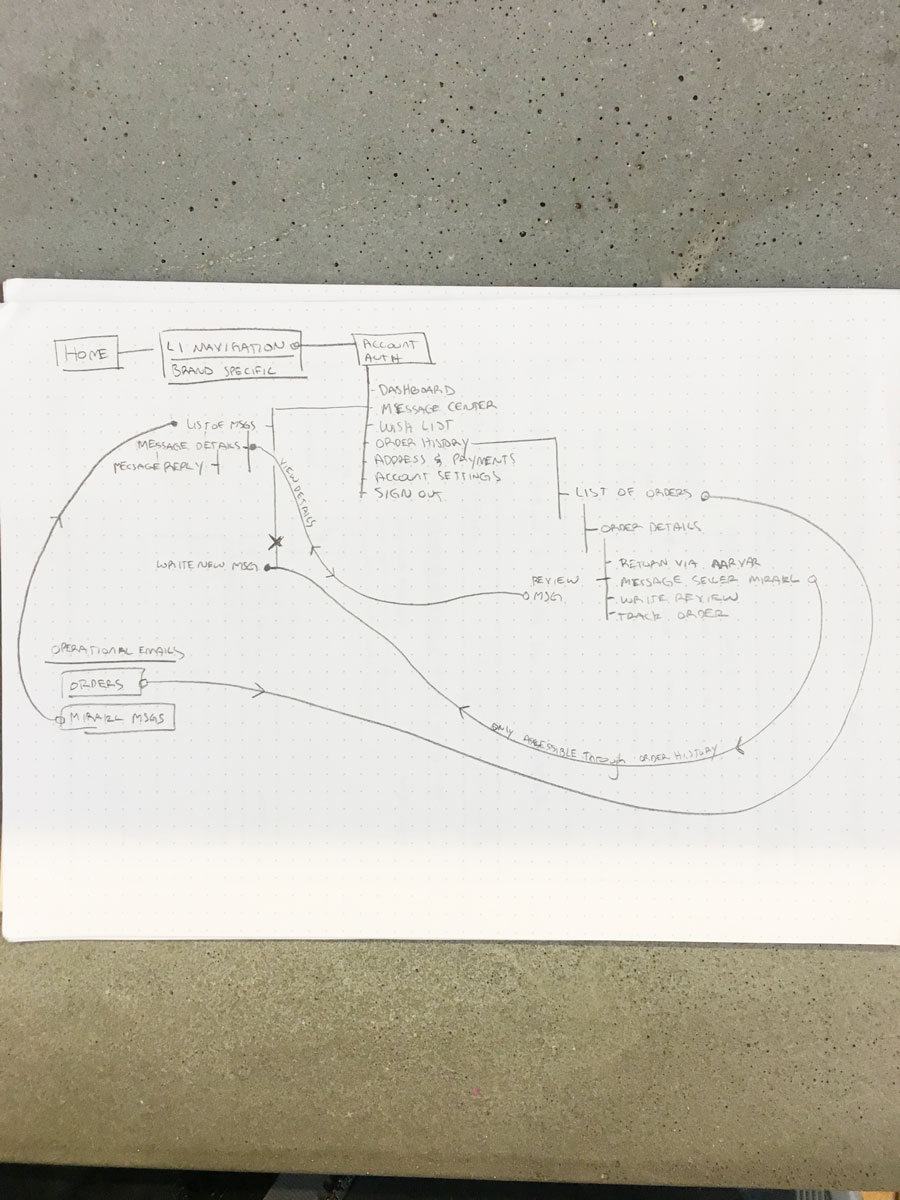 HOME
L1 NAVIGATION
BRAND SPECIFIC
ACCOUNT
AUTH
DASHBOARD
MESSAGE CENTER
WISH LIST
ORDER HISTORY
ADDRESS & PAYMENTS
ACCOUNT SETTINGS
SIGN OUT
LIST OF MSGS
MESSAGE DETAILS
MESSAGE REPLY
VIEW DETAILS
WRITE NEW MSG
LIST OF ORDERS
ORDER DETAILS
RETURN VIA AARVAR
MESSAGE SELLER MIRAKL
WRITE REVIEW
TRACK ORDER
REVIEW
MSG
OPERATIONAL EMAILS
ORDERS
MIRAKL MSGS
ONLY ACCESSIBLE Through ORDER HISTORY